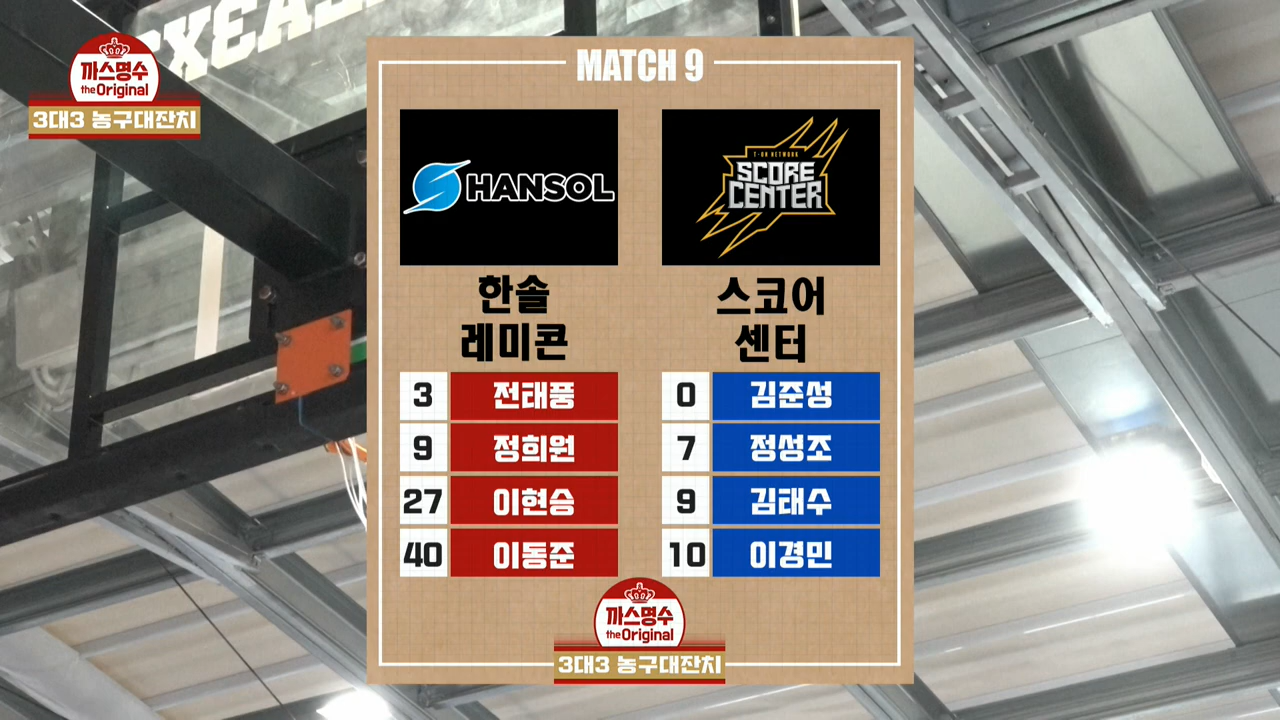 까스명수
the Original
3대3 농구대잔치
MATCH 9
HANSOL
T-ON NETWORK
SCORE
CENTER
한솔
레미콘
스코어
센터
3 전태풍
9 정희원
27 이현승
40 이동준
0 김준성
7 정성조
9 김태수
10 이경민
까스명수
the Original
3대3 농구대잔치